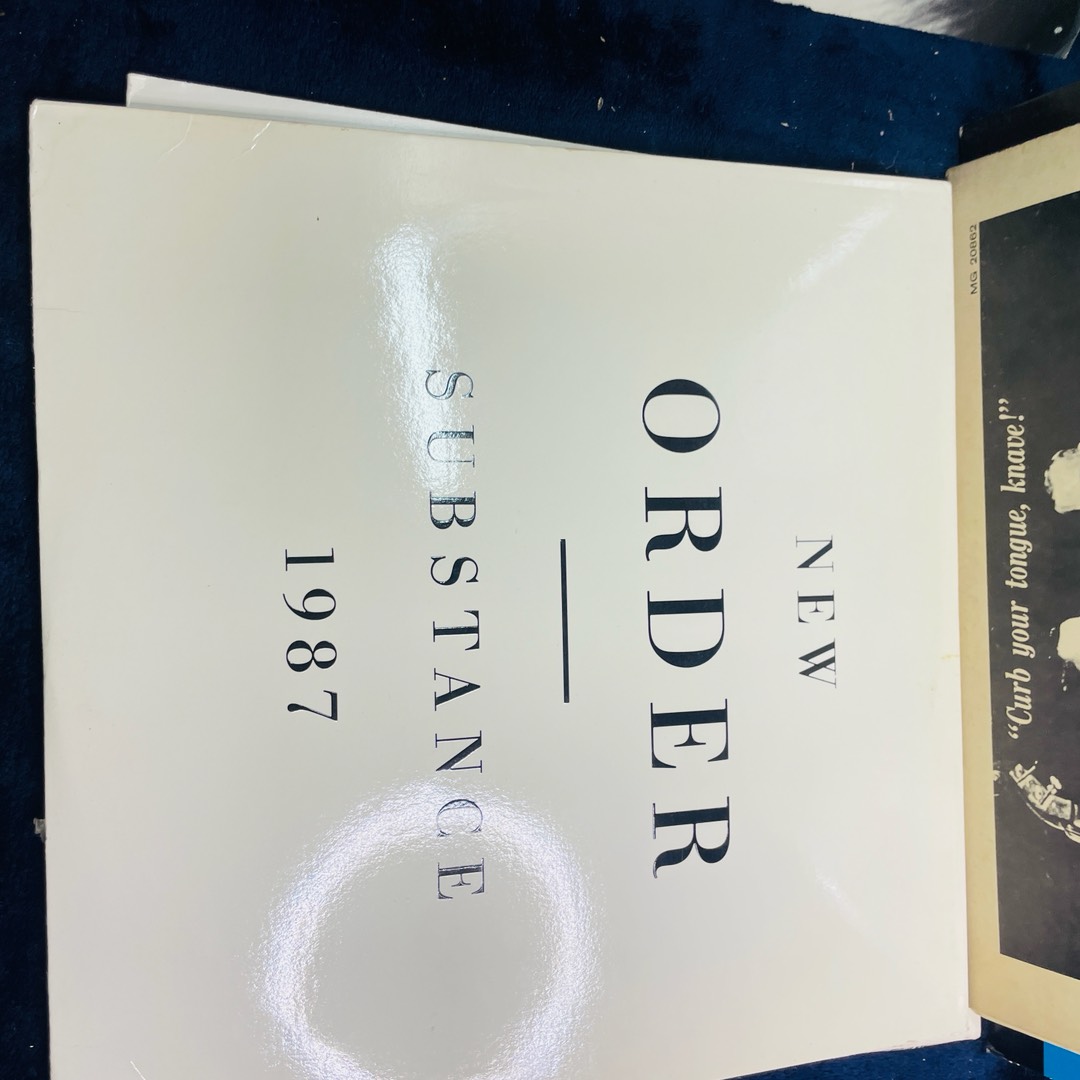 NEW
ORDER
SUBSTANCE
1987
MG 20862
“Curb your tongue, knave!”